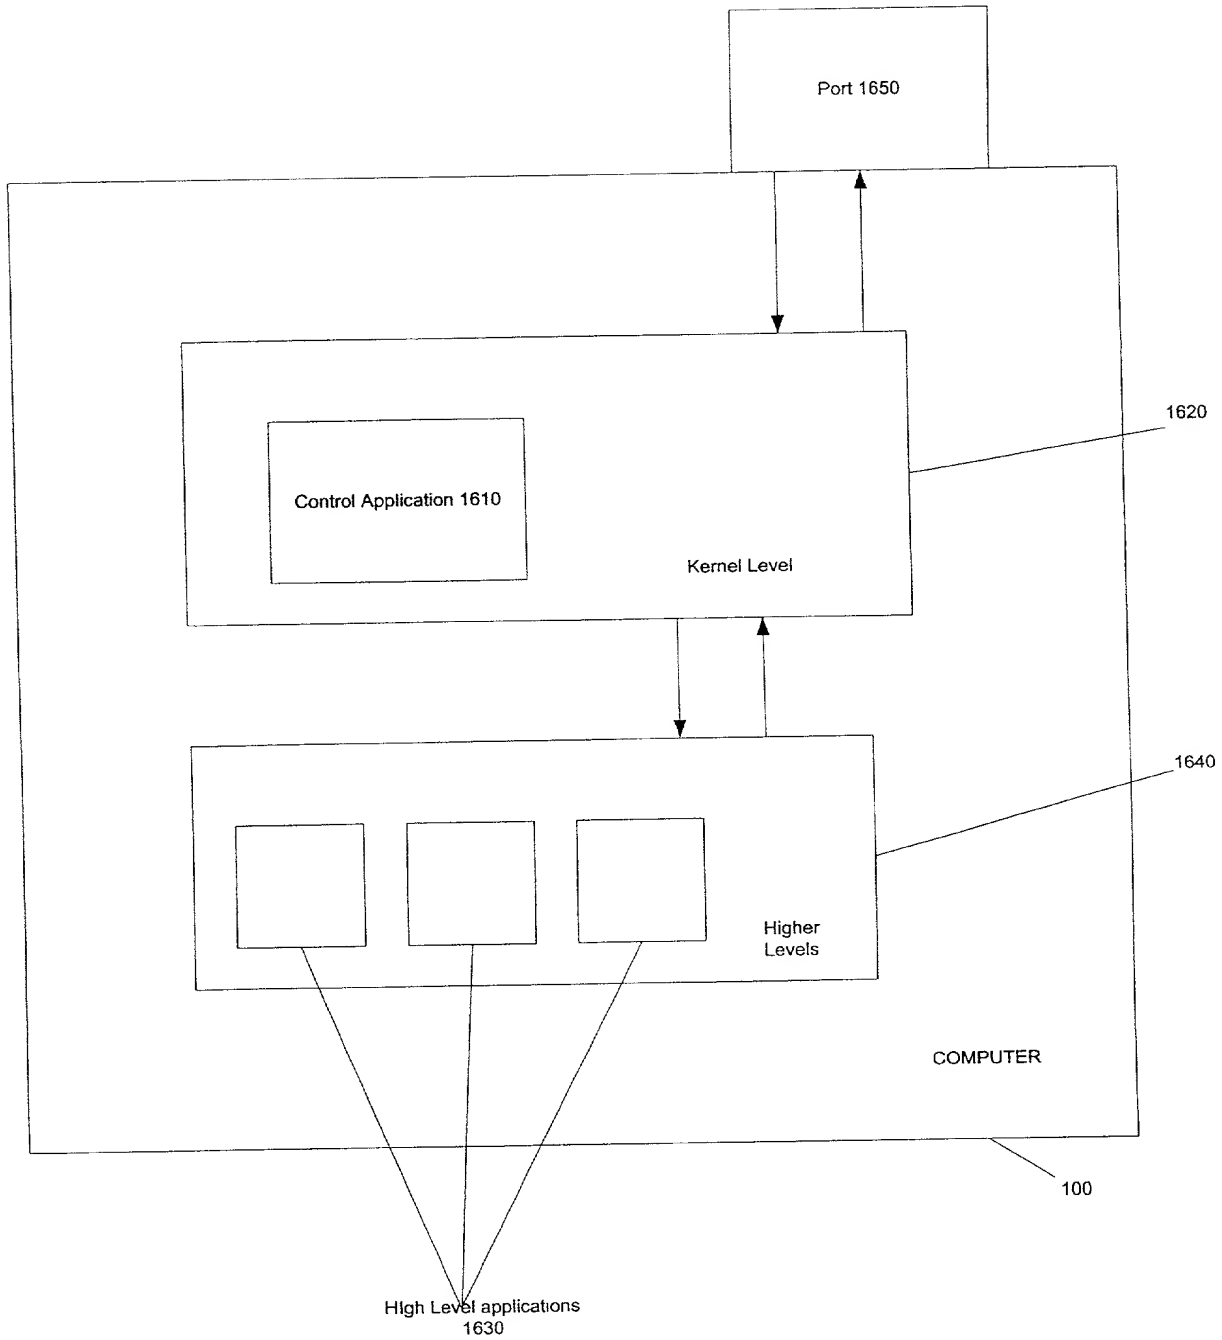 Port 1650
1620
Control Application 1610
Kernel Level
1640
Higher
Levels
COMPUTER
100
High Level applications
1630